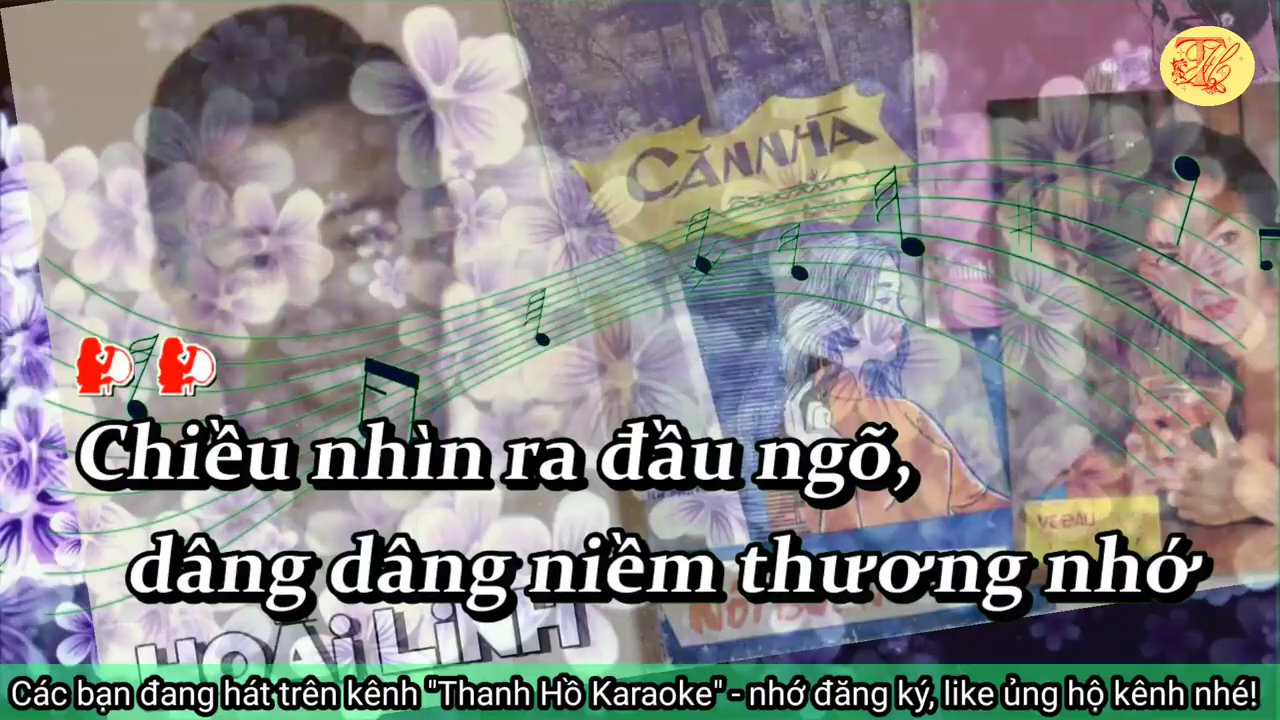 CĂN NHÀ
Chiều nhìn ra đầu ngõ,
dâng dâng niềm thương nhớ
HOÀI LINH
Các bạn đang hát trên kênh "Thanh Hồ Karaoke" - nhớ đăng ký, like ủng hộ kênh nhé!